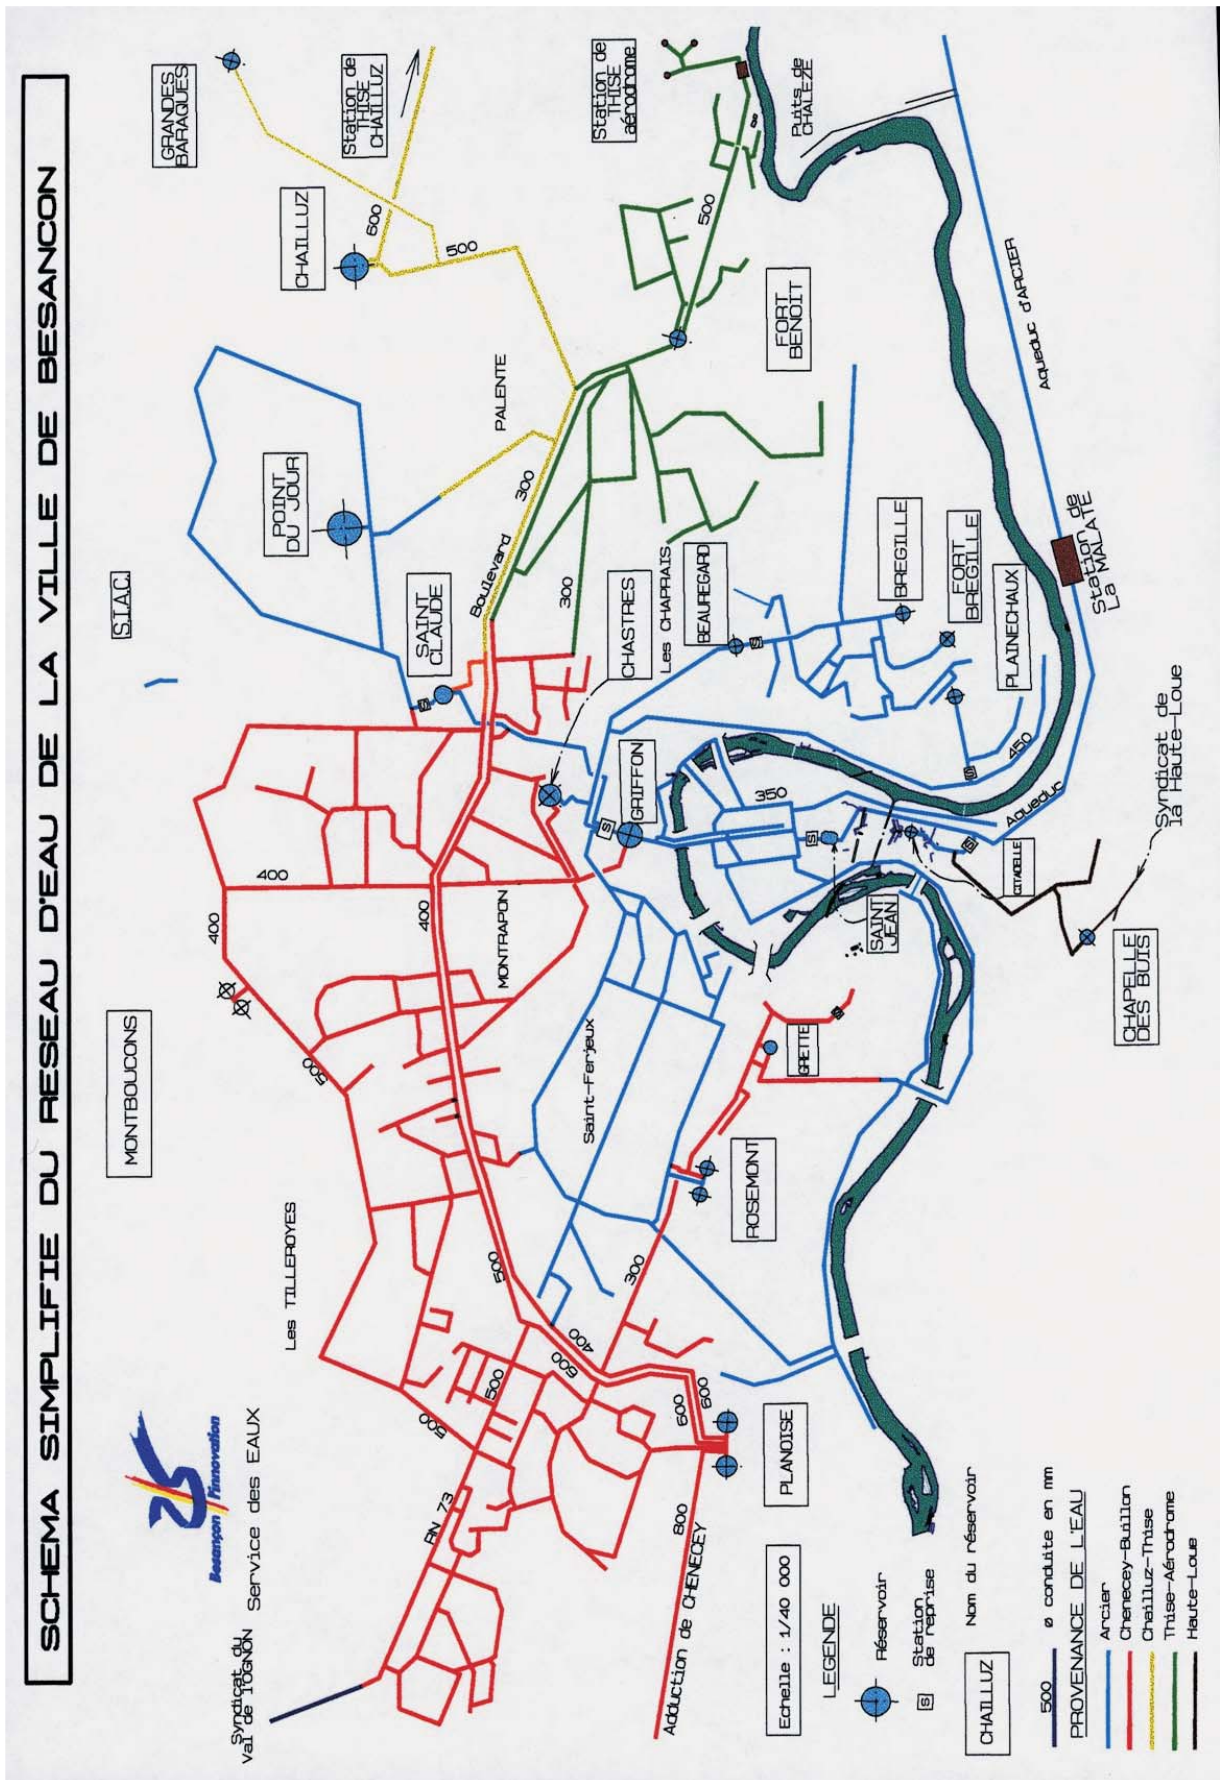 SCHEMA SIMPLIFIE DU RESEAU D'EAU DE LA VILLE DE BESANCON
Besançon l'innovation
Service des EAUX
Syndicat du
Val de l'OGNON
MONTBOUCONS
Les TILLEROYES
S.I.A.C.
GRANDES
BARAQUES
Station de
THISE
CHAILLUZ
CHAILLUZ
600
500
POINT
DU JOUR
PALENTE
SAINT
CLAUDE
Boulevard
300
300
400
400
400
500
MONTRAPON
500
500
500
RN 73
400
600
600
600
800
Adduction de CHENECEY
300
PLANOISE
ROSEMONT
GRETTE
Saint-Ferjeux
GRIFFON
S
S
CHASTRES
Les CHAPRAIS
BEAUREGARD
S
BREGILLE
FORT
BREGILLE
PLAINECHAUX
S
450
350
S
S
SAINT
JEAN
CITADELLE
Aqueduc
CHAPELLE
DES BUIS
Syndicat de
la Haute-Loue
Station de
La MALATE
Aqueduc d'ARCIER
FORT
BENOIT
500
Station de
THISE
aérodrome
Puits de
CHALEZE
Echelle : 1/40 000
LEGENDE
Réservoir
S
Station
de reprise
CHAILLUZ
Nom du réservoir
500
ø conduite en mm
PROVENANCE DE L'EAU
Arcier
Chenecey-Buillon
Chailluz-Thise
Thise-Aérodrome
Haute-Loue